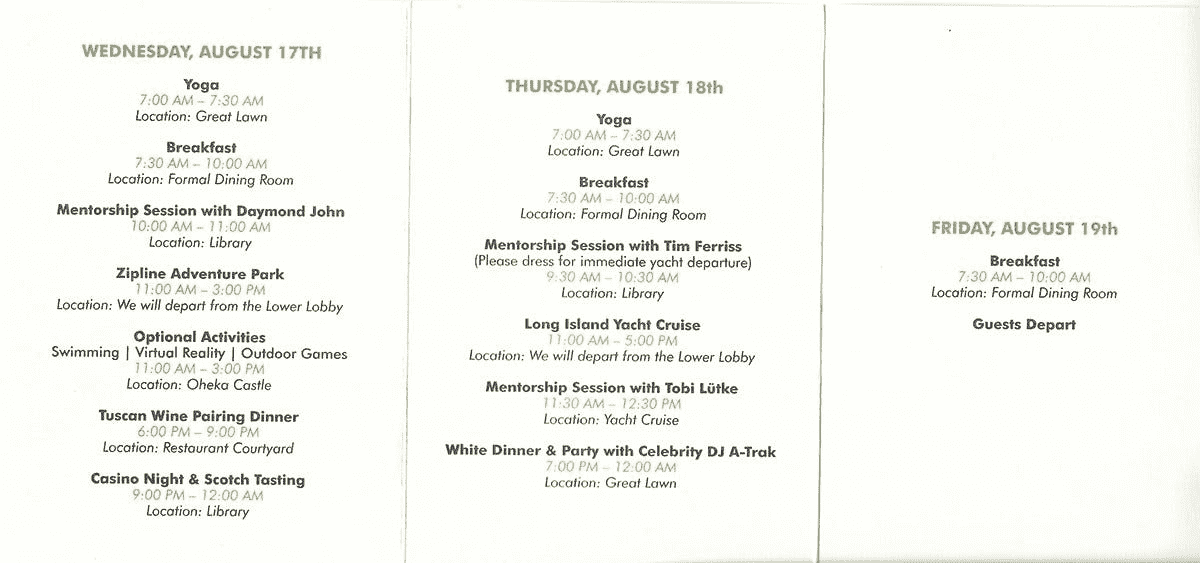 WEDNESDAY, AUGUST 17TH
Yoga
7:00 AM – 7:30 AM
Location: Great Lawn
Breakfast
7:30 AM – 10:00 AM
Location: Formal Dining Room
Mentorship Session with Daymond John
10:00 AM – 11:00 AM
Location: Library
Zipline Adventure Park
11:00 AM – 3:00 PM
Location: We will depart from the Lower Lobby
Optional Activities
Swimming | Virtual Reality | Outdoor Games
11:00 AM – 3:00 PM
Location: Oheka Castle
Tuscan Wine Pairing Dinner
6:00 PM – 9:00 PM
Location: Restaurant Courtyard
Casino Night & Scotch Tasting
9:00 PM – 12:00 AM
Location: Library
THURSDAY, AUGUST 18th
Yoga
7:00 AM – 7:30 AM
Location: Great Lawn
Breakfast
7:30 AM – 10:00 AM
Location: Formal Dining Room
Mentorship Session with Tim Ferriss
(Please dress for immediate yacht departure)
9:30 AM – 10:30 AM
Location: Library
Long Island Yacht Cruise
11:00 AM – 5:00 PM
Location: We will depart from the Lower Lobby
Mentorship Session with Tobi Lütke
11:30 AM – 12:30 PM
Location: Yacht Cruise
White Dinner & Party with Celebrity DJ A-Trak
7:00 PM – 12:00 AM
Location: Great Lawn
FRIDAY, AUGUST 19th
Breakfast
7:30 AM – 10:00 AM
Location: Formal Dining Room
Guests Depart